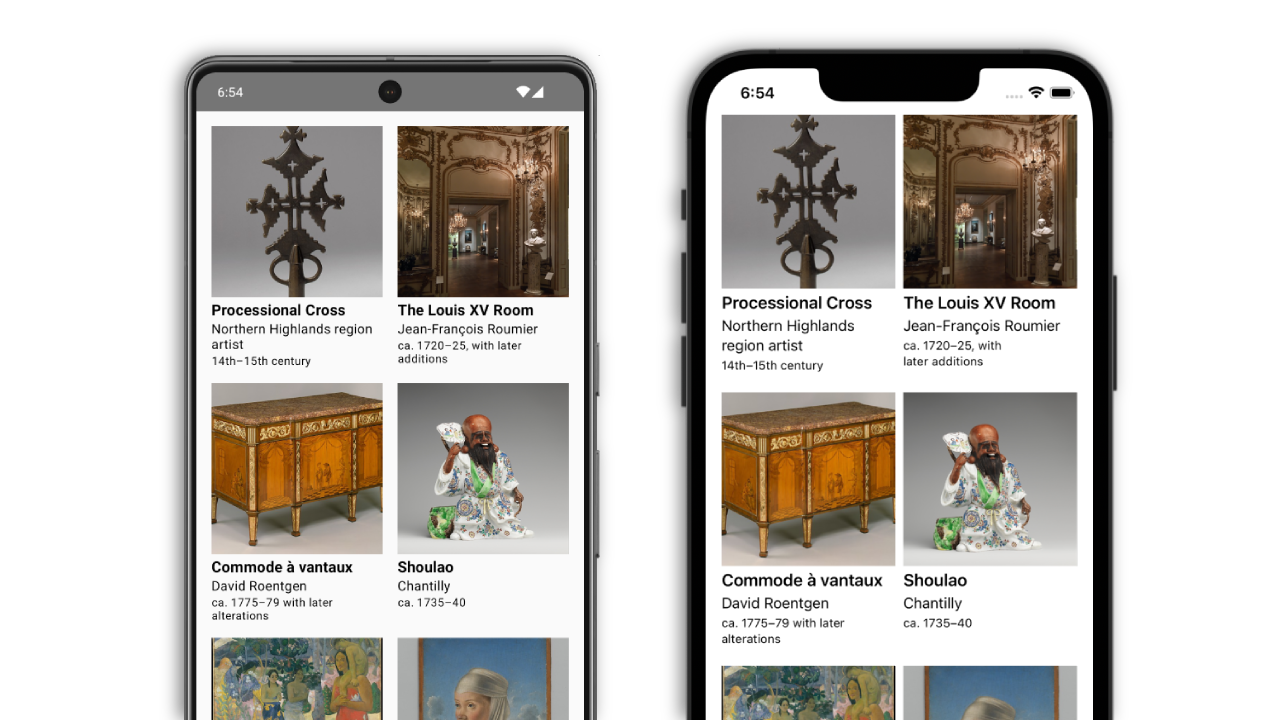 6:54
Processional Cross
Northern Highlands region
artist
14th–15th century
The Louis XV Room
Jean-François Roumier
ca. 1720–25, with later
additions
Commode à vantaux
David Roentgen
ca. 1775–79 with later
alterations
Shoulao
Chantilly
ca. 1735–40
6:54
Processional Cross
Northern Highlands
region artist
14th–15th century
The Louis XV Room
Jean-François Roumier
ca. 1720–25, with
later additions
Commode à vantaux
David Roentgen
ca. 1775–79 with later
alterations
Shoulao
Chantilly
ca. 1735–40